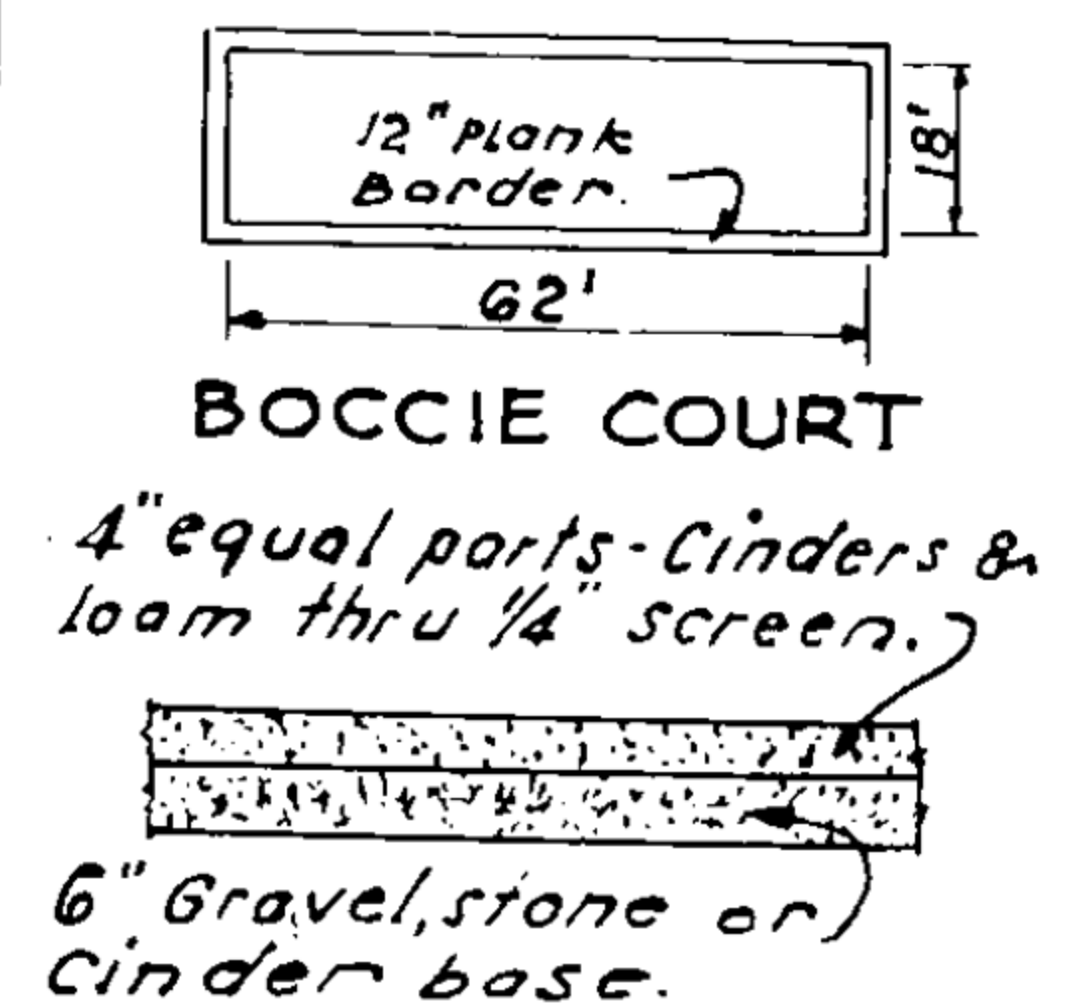 12" Plank
Border.
18'
62'
BOCCIE COURT
4" equal parts - Cinders &
loam thru 1/4" screen.
6" Gravel, stone or
Cinder base.